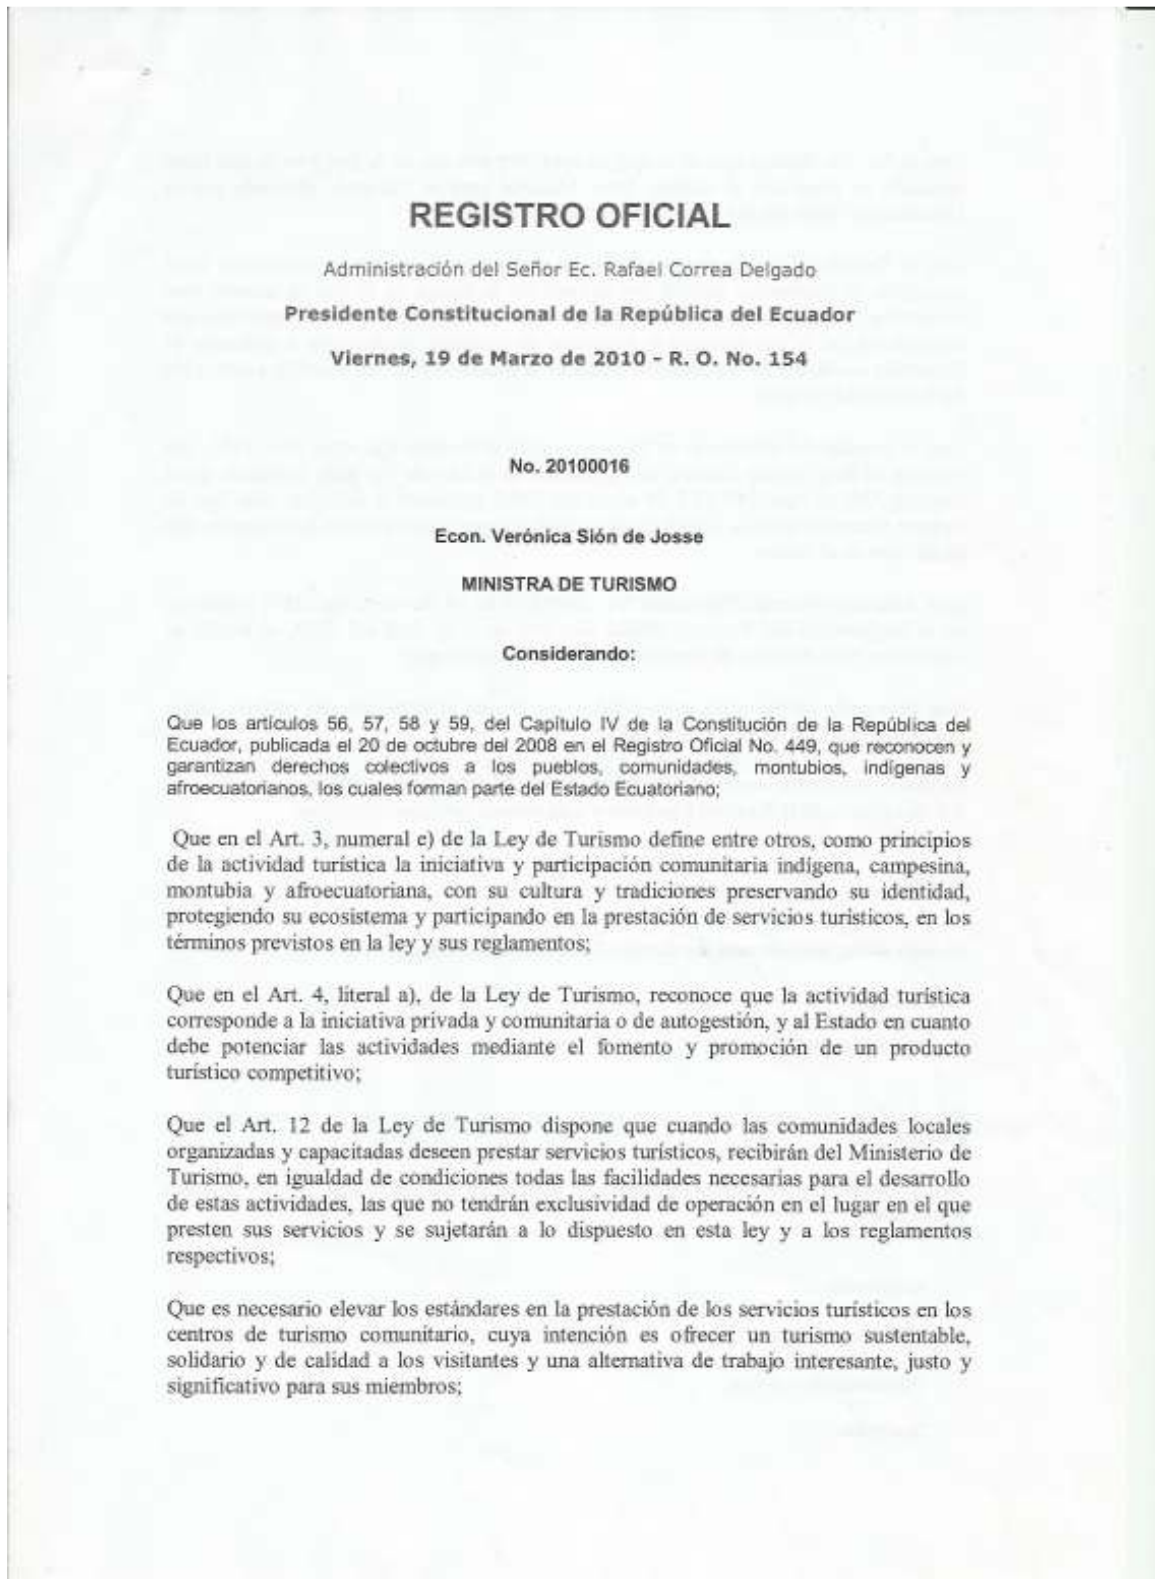 REGISTRO OFICIAL
Administración del Señor Ec. Rafael Correa Delgado
Presidente Constitucional de la República del Ecuador
Viernes, 19 de Marzo de 2010 - R. O. No. 154
No. 20100016
Econ. Verónica Sión de Josse
MINISTRA DE TURISMO
Considerando:
Que los artículos 56, 57, 58 y 59, del Capítulo IV de la Constitución de la República del
Ecuador, publicada el 20 de octubre del 2008 en el Registro Oficial No. 449, que reconocen y
garantizan derechos colectivos a los pueblos, comunidades, montubios, indígenas y
afroecuatorianos, los cuales forman parte del Estado Ecuatoriano;
Que en el Art. 3, numeral e) de la Ley de Turismo define entre otros, como principios
de la actividad turística la iniciativa y participación comunitaria indígena, campesina,
montubia y afroecuatoriana, con su cultura y tradiciones preservando su identidad,
protegiendo su ecosistema y participando en la prestación de servicios turísticos, en los
términos previstos en la ley y sus reglamentos;
Que en el Art. 4, literal a), de la Ley de Turismo, reconoce que la actividad turística
corresponde a la iniciativa privada y comunitaria o de autogestión, y al Estado en cuanto
debe potenciar las actividades mediante el fomento y promoción de un producto
turístico competitivo;
Que el Art. 12 de la Ley de Turismo dispone que cuando las comunidades locales
organizadas y capacitadas deseen prestar servicios turísticos, recibirán del Ministerio de
Turismo, en igualdad de condiciones todas las facilidades necesarias para el desarrollo
de estas actividades, las que no tendrán exclusividad de operación en el lugar en el que
presten sus servicios y se sujetarán a lo dispuesto en esta ley y a los reglamentos
respectivos;
Que es necesario elevar los estándares en la prestación de los servicios turísticos en los
centros de turismo comunitario, cuya intención es ofrecer un turismo sustentable,
solidario y de calidad a los visitantes y una alternativa de trabajo interesante, justo y
significativo para sus miembros;